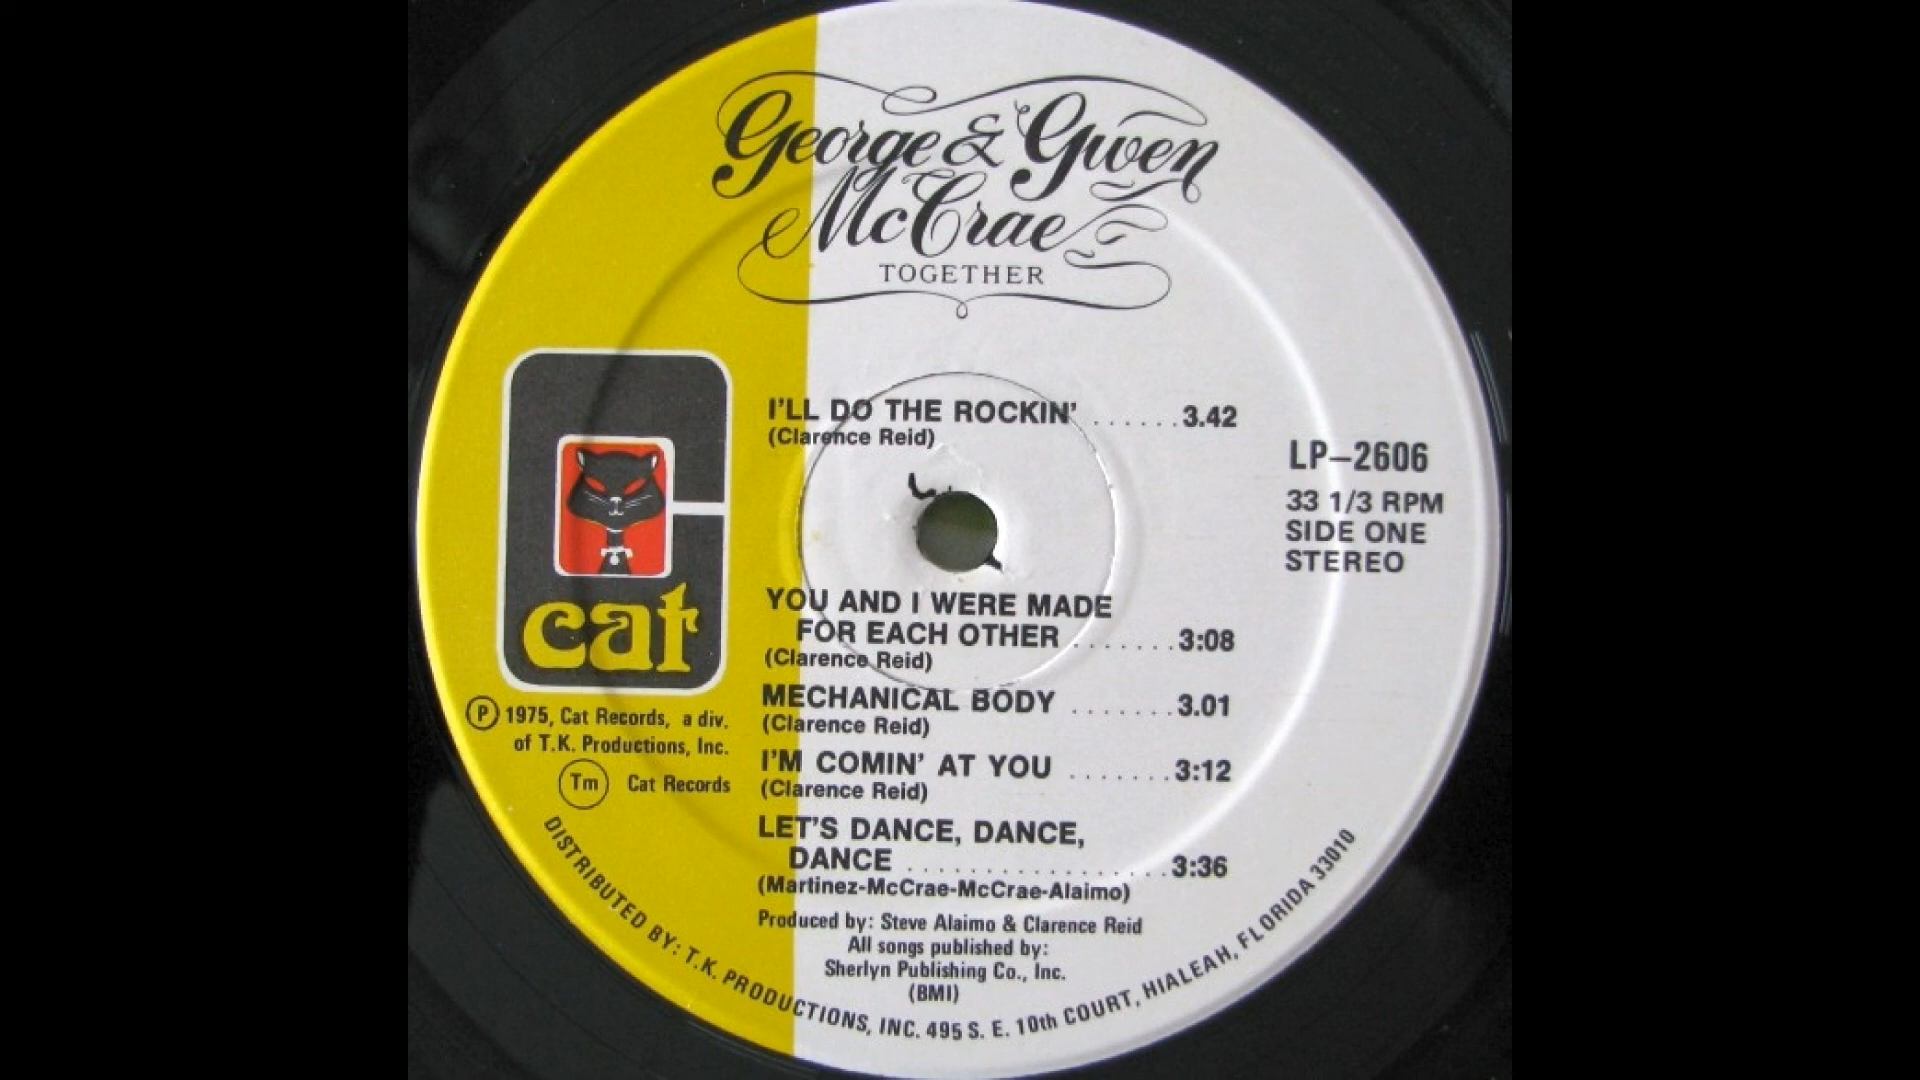 George & Gwen
McCrae
TOGETHER
I'LL DO THE ROCKIN' ......3.42
(Clarence Reid)
LP–2606
33 1/3 RPM
SIDE ONE
STEREO
YOU AND I WERE MADE
FOR EACH OTHER .......3:08
(Clarence Reid)
MECHANICAL BODY .......3.01
(Clarence Reid)
I'M COMIN' AT YOU .......3:12
(Clarence Reid)
LET'S DANCE, DANCE,
DANCE ..................3:36
(Martinez-McCrae-McCrae-Alaimo)
Produced by: Steve Alaimo & Clarence Reid
All songs published by:
Sherlyn Publishing Co., Inc.
(BMI)
cat
Ⓟ 1975, Cat Records, a div.
of T.K. Productions, Inc.
Tm Cat Records
DISTRIBUTED BY: T.K. PRODUCTIONS, INC. 495 S. E. 10th COURT, HIALEAH, FLORIDA 33010